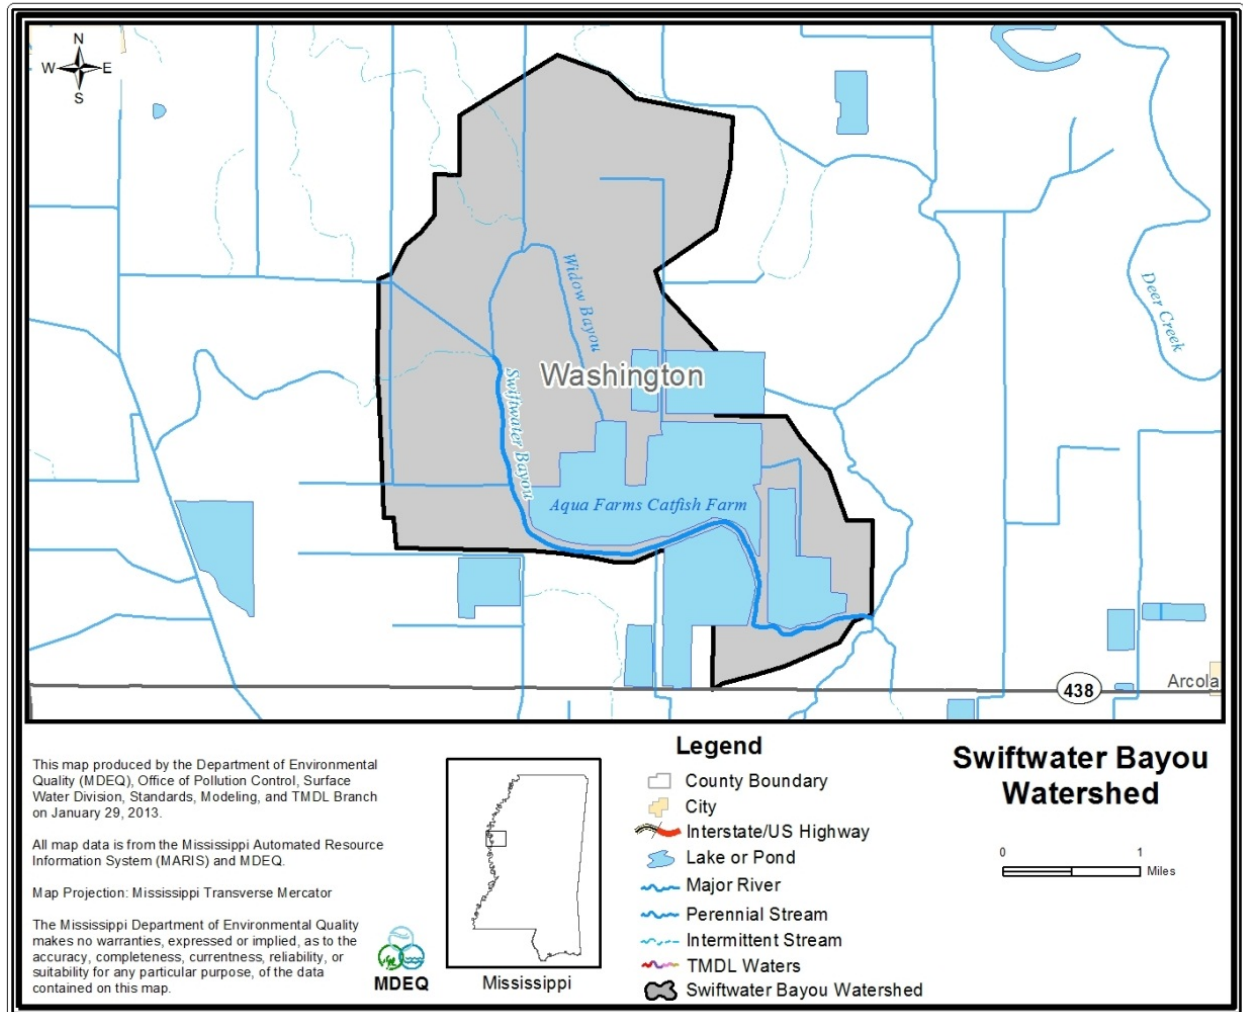 N
W E
S
Widow Bayou
Deer Creek
Washington
Swiftwater Bayou
Aqua Farms Catfish Farm
438
Arcola
This map produced by the Department of Environmental
Quality (MDEQ), Office of Pollution Control, Surface
Water Division, Standards, Modeling, and TMDL Branch
on January 29, 2013.
All map data is from the Mississippi Automated Resource
Information System (MARIS) and MDEQ.
Map Projection: Mississippi Transverse Mercator
The Mississippi Department of Environmental Quality
makes no warranties, expressed or implied, as to the
accuracy, completeness, currentness, reliability, or
suitability for any particular purpose, of the data
contained on this map.
MDEQ
Mississippi
Legend
County Boundary
City
Interstate/US Highway
Lake or Pond
Major River
Perennial Stream
Intermittent Stream
TMDL Waters
Swiftwater Bayou Watershed
Swiftwater Bayou
Watershed
0 1
Miles